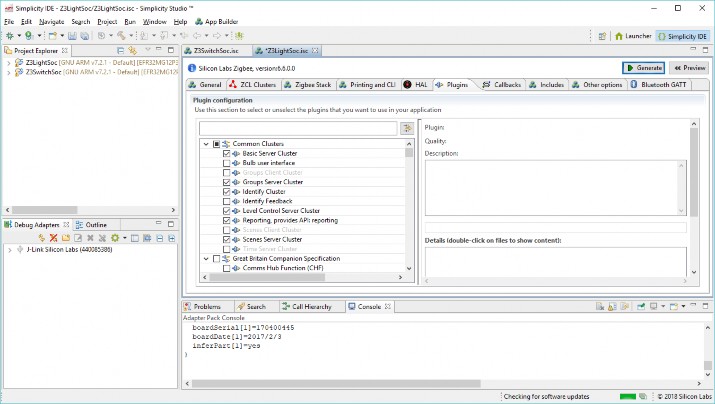 Simplicity IDE - Z3LightSoc/Z3LightSoc.isc - Simplicity Studio ™
File Edit Navigate Search Project Run Window Help App Builder
Launcher Simplicity IDE
Project Explorer
Z3LightSoc [GNU ARM v7.2.1 - Default] [EFR32MG12P3
Z3SwitchSoc [GNU ARM v7.2.1 - Default] [EFR32MG12
Debug Adapters Outline
J-Link Silicon Labs (440085386)
Z3SwitchSoc.isc *Z3LightSoc.isc
Silicon Labs Zigbee, version:6.6.0.0
Generate Preview
General ZCL Clusters Zigbee Stack Printing and CLI HAL Plugins Callbacks Includes Other options Bluetooth GATT
Plugin configuration
Use this section to select or unselect the plugins that you want to use in your application
Common Clusters
Basic Server Cluster
Bulb user interface
Groups Client Cluster
Groups Server Cluster
Identify Cluster
Identify Feedback
Level Control Server Cluster
Reporting, provides API: reporting
Scenes Client Cluster
Scenes Server Cluster
Time Server Cluster
Great Britain Companion Specification
Comms Hub Function (CHF)
Plugin:
Quality:
Description:
Details (double-click on files to show content):
Problems Search Call Hierarchy Console
Adapter Pack Console
boardSerial[1]=170400445
boardDate[1]=2017/2/3
inferPart[1]=yes
}
Checking for software updates © 2018 Silicon Labs